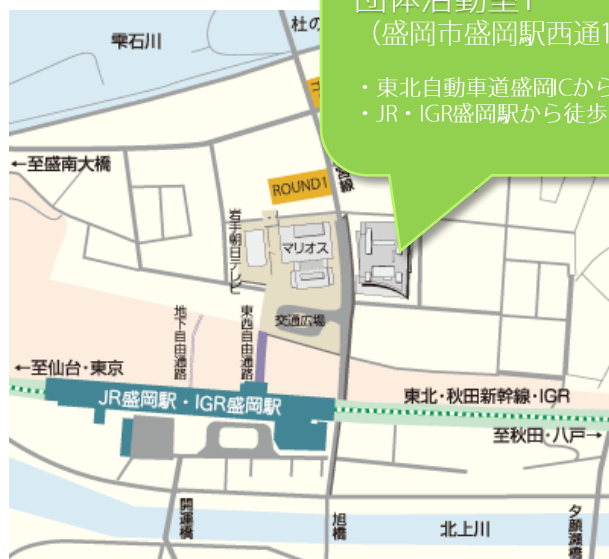 団体活動室1
（盛岡市盛岡駅西通1
・東北自動車道盛岡ICから
・JR・IGR盛岡駅から徒歩
雫石川
杜の
←至盛南大橋
宮線
ROUND1
岩手朝日テレビ
マリオス
交通広場
地下自由通路
東西自由通路
←至仙台・東京
JR盛岡駅・IGR盛岡駅
東北・秋田新幹線・IGR
至秋田・八戸→
開運橋
旭橋
北上川
夕顔瀬橋